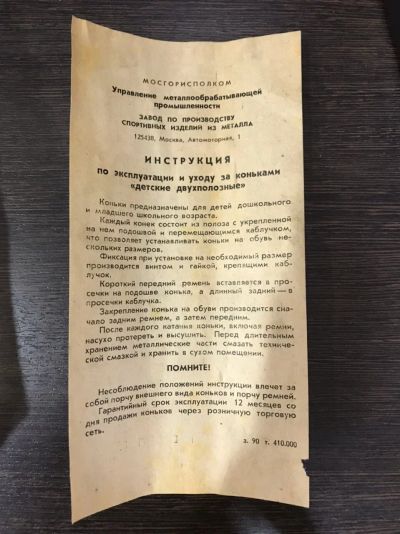 МОСГОРИСПОЛКОМ
Управление металлообрабатывающей
промышленности
ЗАВОД ПО ПРОИЗВОДСТВУ
СПОРТИВНЫХ ИЗДЕЛИЙ ИЗ МЕТАЛЛА
125438, Москва, Автомоторная, 1
ИНСТРУКЦИЯ
по эксплуатации и уходу за коньками
«детские двухполозные»
Коньки предназначены для детей дошкольного
и младшего школьного возраста.
Каждый конек состоит из полоза с укрепленной
на нем подошвой и перемещающимся каблучком,
что позволяет устанавливать коньки на обувь не-
скольких размеров.
Фиксация при установке на необходимый размер
производится винтом и гайкой, крепящими каб-
лучок.
Короткий передний ремень вставляется в про-
сечки на подошве конька, а длинный задний — в
просечки каблучка.
Закрепление конька на обуви производится сна-
чало задним ремнем, а затем передним.
После каждого катания коньки, включая ремни,
насухо протереть и высушить. Перед длительным
хранением металлические части смазать техниче-
ской смазкой и хранить в сухом помещении.
ПОМНИТЕ!
Несоблюдение положений инструкции влечет за
собой порчу внешнего вида коньков и порчу ремней.
Гарантийный срок эксплуатации 12 месяцев со
дня продажи коньков через розничную торговую
сеть.
з. 90 т. 410.000